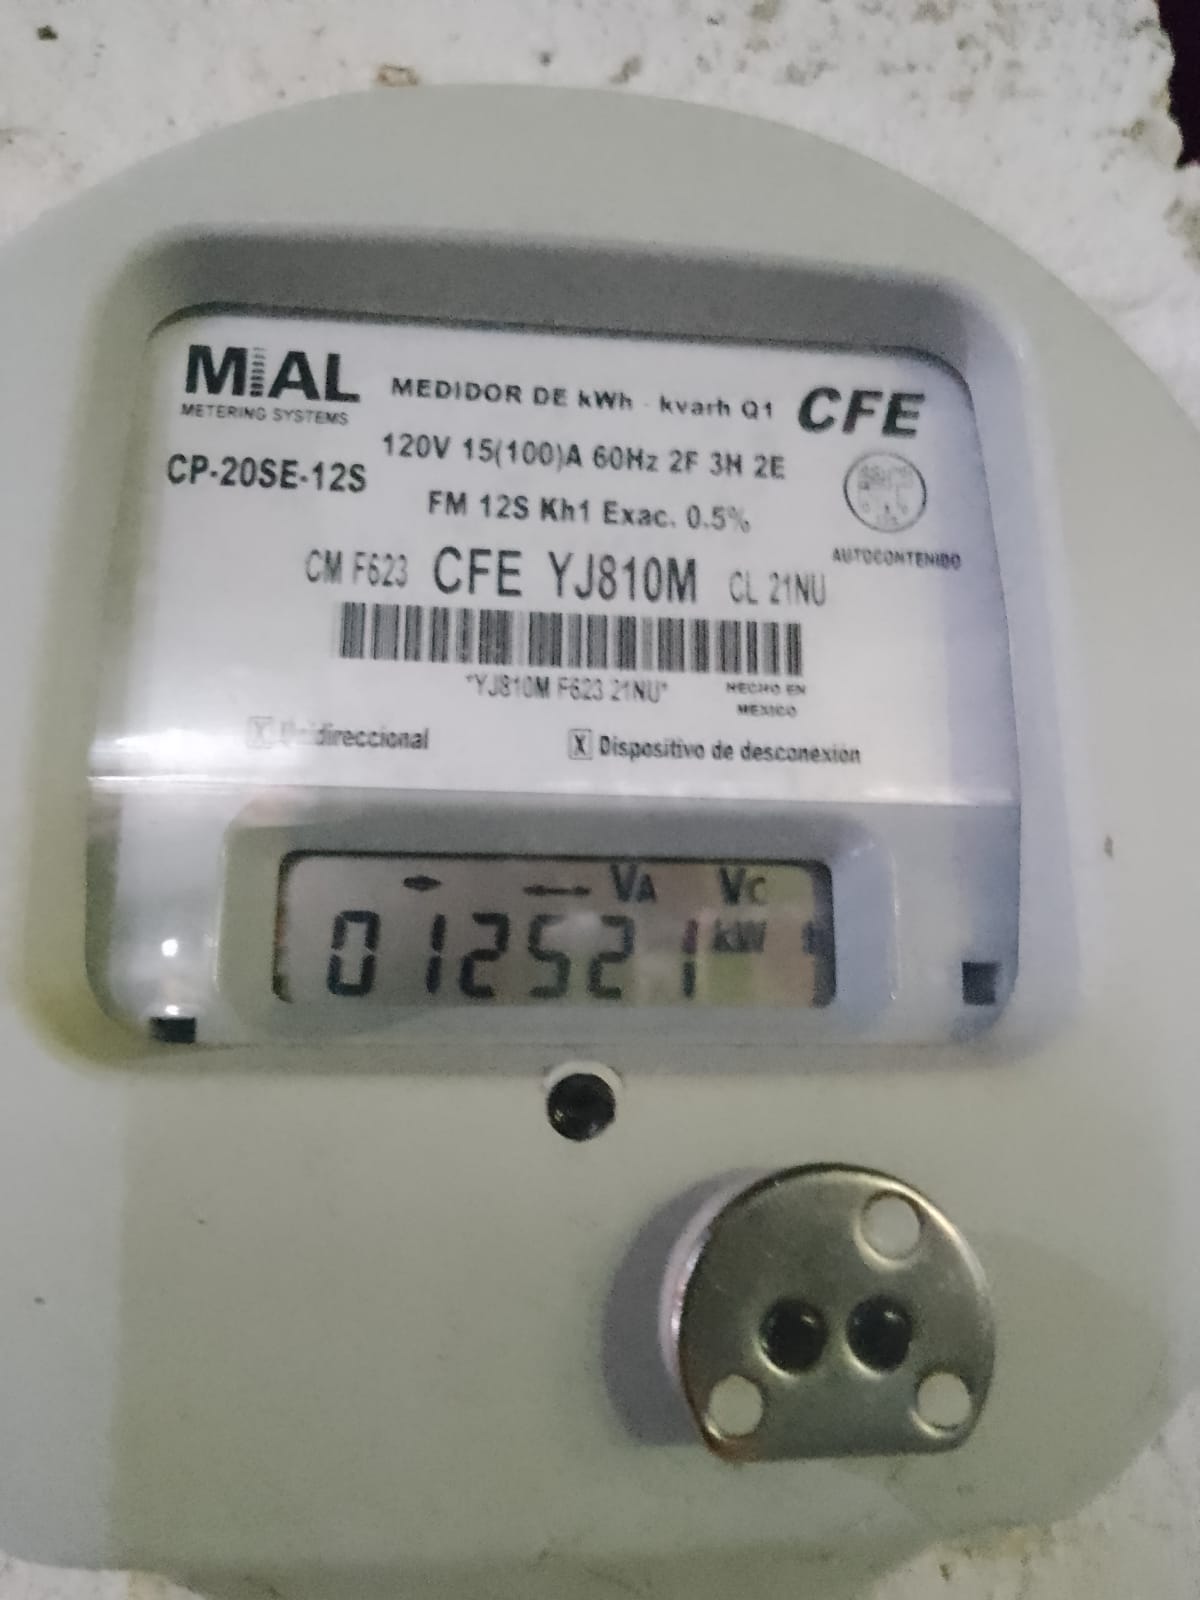 MIAL
METERING SYSTEMS
MEDIDOR DE kWh - kvarh Q1
CFE
CP-20SE-12S
120V 15(100)A 60Hz 2F 3H 2E
FM 12S Kh1 Exac. 0.5%
AUTOCONTENIDO
CM F623 CFE YJ810M CL 21NU
*YJ810M F623 21NU*
HECHO EN
MEXICO
X Unidireccional
X Dispositivo de desconexión
VA VC
012521 kW